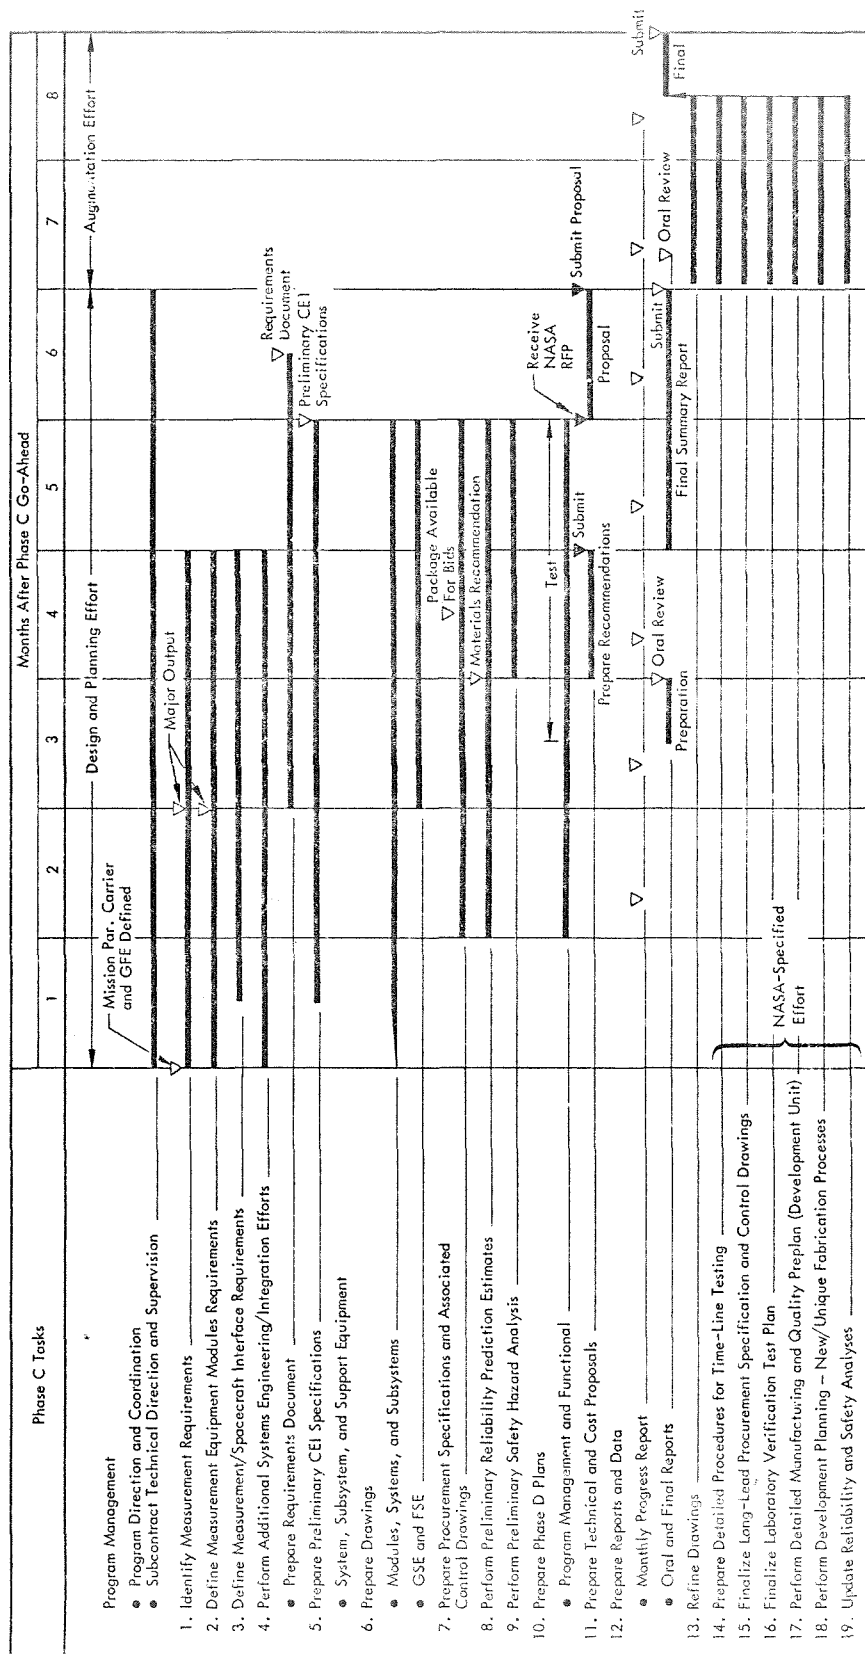 Phase C Tasks
Months After Phase C Go-Ahead
1
2
3
4
5
6
7
8
Design and Planning Effort
Augmentation Effort
Program Management
Program Direction and Coordination
Subcontract Technical Direction and Supervision
Mission Par. Carrier
and GFE Defined
Major Output
1. Identify Measurement Requirements
2. Define Measurement Equipment Modules Requirements
3. Define Measurement/Spacecraft Interface Requirements
4. Perform Additional Systems Engineering/Integration Efforts
Prepare Requirements Document
Requirements
Document
5. Prepare Preliminary CEI Specifications
Preliminary CEI
Specifications
System, Subsystem, and Support Equipment
6. Prepare Drawings
Modules, Systems, and Subsystems
GSE and FSE
7. Prepare Procurement Specifications and Associated
Control Drawings
Package Available
For Bids
8. Perform Preliminary Reliability Prediction Estimates
Materials Recommendation
9. Perform Preliminary Safety Hazard Analysis
10. Prepare Phase D Plans
Test
Receive
NASA
RFP
Program Management and Functional
Submit
Submit Proposal
11. Prepare Technical and Cost Proposals
Prepare Recommendations
Proposal
12. Prepare Reports and Data
Monthly Progress Report
Submit
Oral and Final Reports
Preparation
Oral Review
Final Summary Report
Submit
Oral Review
Final
13. Refine Drawings
14. Prepare Detailed Procedures for Time-Line Testing
15. Finalize Long-Lead Procurement Specification and Control Drawings
16. Finalize Laboratory Verification Test Plan
17. Perform Detailed Manufacturing and Quality Preplan (Development Unit)
18. Perform Development Planning – New/Unique Fabrication Processes
19. Update Reliability and Safety Analyses
NASA-Specified
Effort